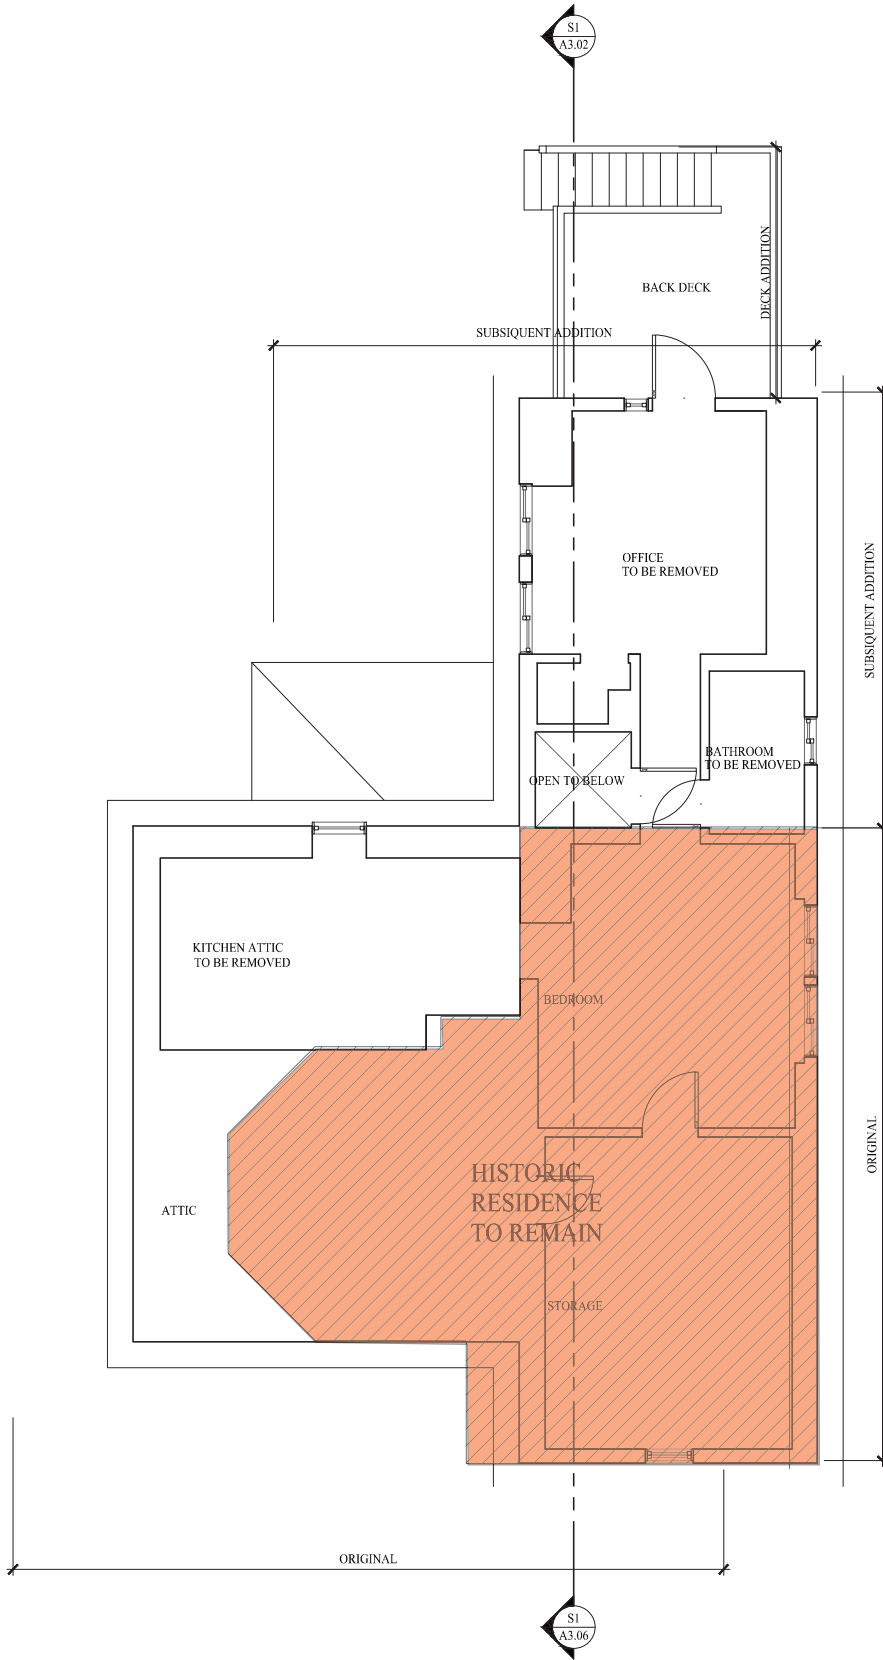 S1
A3.02
DECK ADDITION
BACK DECK
SUBSIQUENT ADDITION
OFFICE
TO BE REMOVED
SUBSIQUENT ADDITION
BATHROOM
TO BE REMOVED
OPEN TO BELOW
KITCHEN ATTIC
TO BE REMOVED
BEDROOM
ORIGINAL
HISTORIC
RESIDENCE
TO REMAIN
ATTIC
STORAGE
ORIGINAL
S1
A3.06